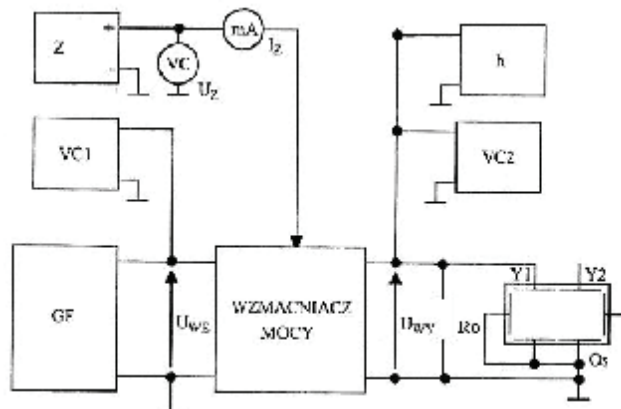 +
mA
Z
I_Z
VC
U_Z
-
h
VC1
VC2
Y1 Y2
GF
WZMACNIACZ
MOCY
U_WE
U_WY
Ro
Os